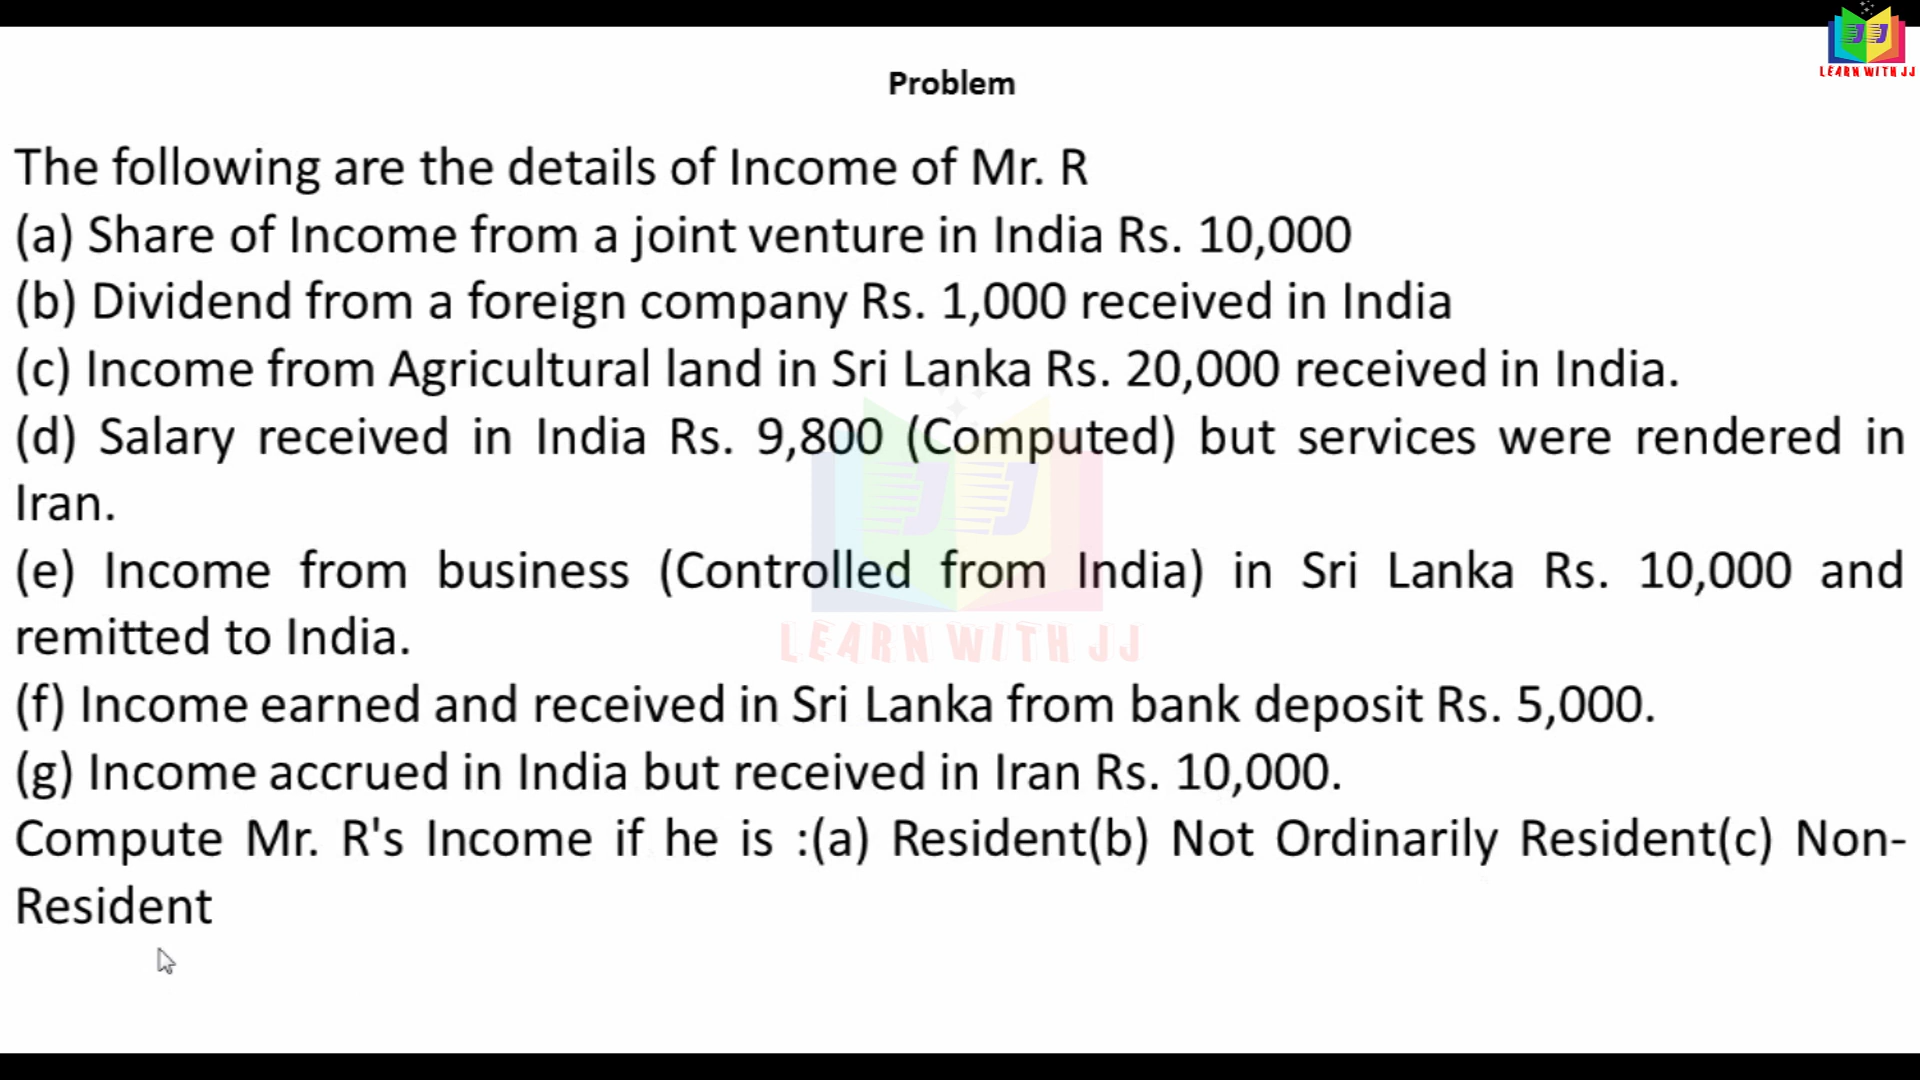 LEARN WITH JJ
Problem
The following are the details of Income of Mr. R
(a) Share of Income from a joint venture in India Rs. 10,000
(b) Dividend from a foreign company Rs. 1,000 received in India
(c) Income from Agricultural land in Sri Lanka Rs. 20,000 received in India.
(d) Salary received in India Rs. 9,800 (Computed) but services were rendered in
Iran.
(e) Income from business (Controlled from India) in Sri Lanka Rs. 10,000 and
remitted to India.
LEARN WITH JJ
(f) Income earned and received in Sri Lanka from bank deposit Rs. 5,000.
(g) Income accrued in India but received in Iran Rs. 10,000.
Compute Mr. R's Income if he is :(a) Resident(b) Not Ordinarily Resident(c) Non-
Resident